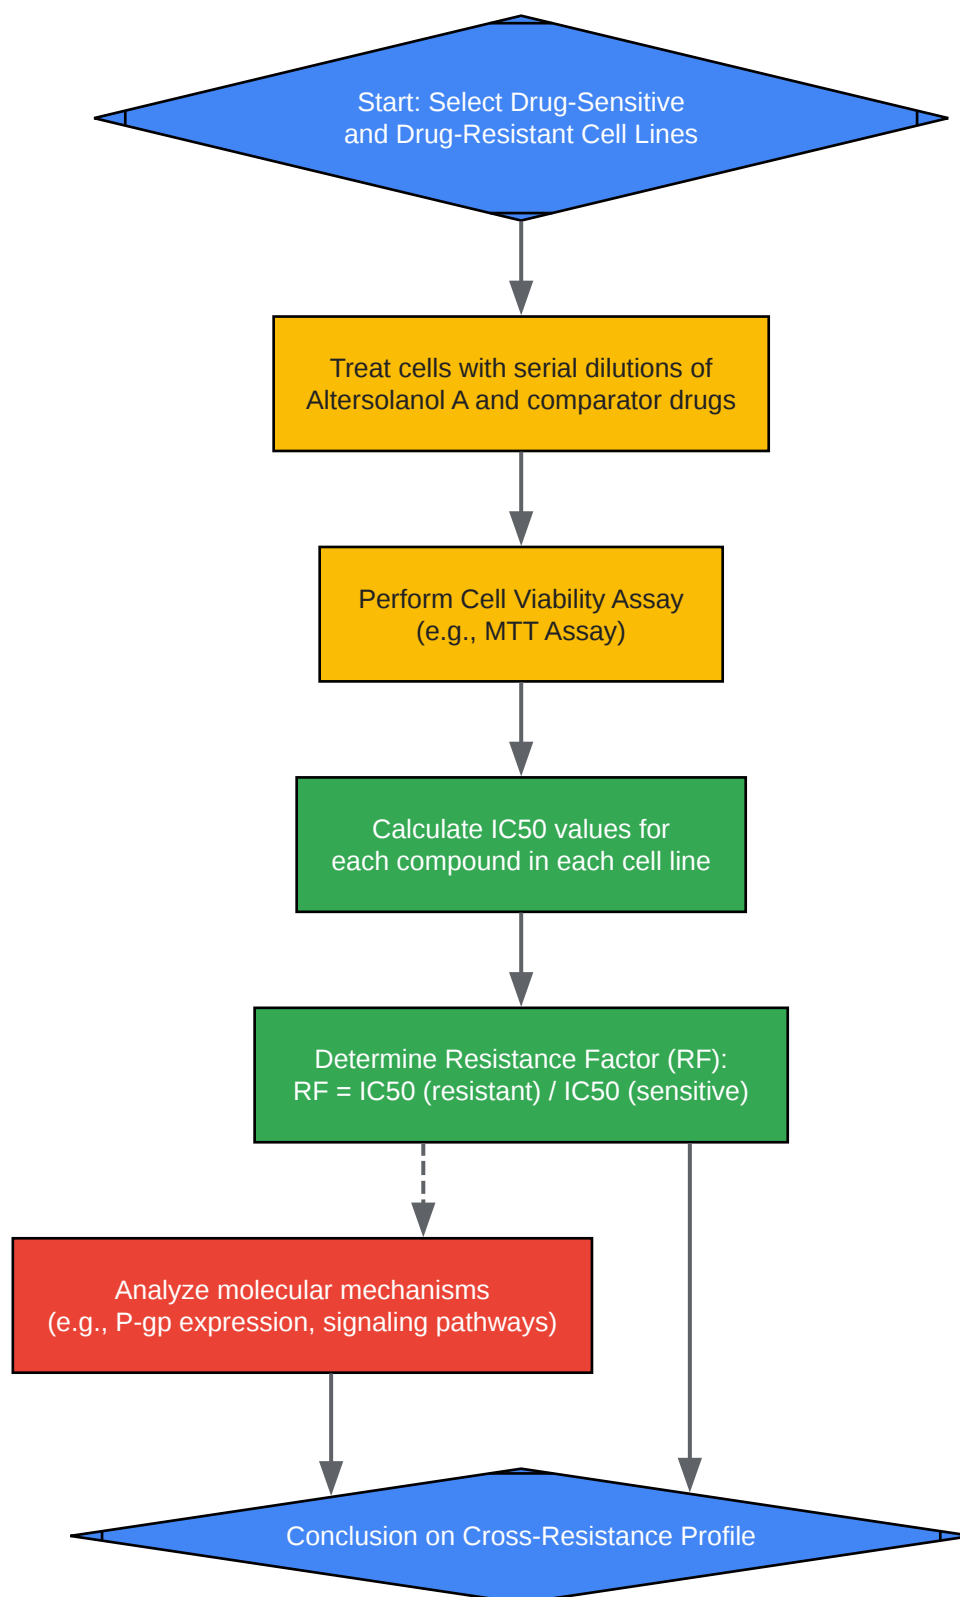 Start: Select Drug-Sensitive
and Drug-Resistant Cell Lines
Treat cells with serial dilutions of
Altersolanol A and comparator drugs
Perform Cell Viability Assay
(e.g., MTT Assay)
Calculate IC50 values for
each compound in each cell line
Determine Resistance Factor (RF):
RF = IC50 (resistant) / IC50 (sensitive)
Analyze molecular mechanisms
(e.g., P-gp expression, signaling pathways)
Conclusion on Cross-Resistance Profile